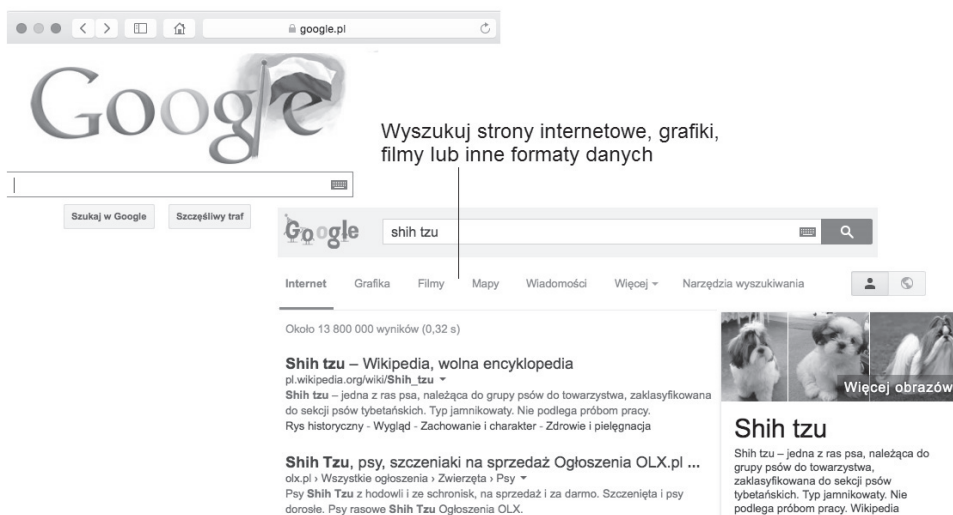 google.pl
Google
Szukaj w Google
Szczęśliwy traf
Wyszukuj strony internetowe, grafiki,
filmy lub inne formaty danych
Google
shih tzu
Internet Grafika Filmy Mapy Wiadomości Więcej Narzędzia wyszukiwania
Około 13 800 000 wyników (0,32 s)
Shih tzu – Wikipedia, wolna encyklopedia
pl.wikipedia.org/wiki/Shih_tzu
Shih tzu – jedna z ras psa, należąca do grupy psów do towarzystwa, zaklasyfikowana
do sekcji psów tybetańskich. Typ jamnikowaty. Nie podlega próbom pracy.
Rys historyczny - Wygląd - Zachowanie i charakter - Zdrowie i pielęgnacja
Shih Tzu, psy, szczeniaki na sprzedaż Ogłoszenia OLX.pl ...
olx.pl › Wszystkie ogłoszenia › Zwierzęta › Psy
Psy Shih Tzu z hodowli i ze schronisk, na sprzedaż i za darmo. Szczenięta i psy
dorosłe. Psy rasowe Shih Tzu Ogłoszenia OLX.
Więcej obrazów
Shih tzu
Shih tzu – jedna z ras psa, należąca do
grupy psów do towarzystwa,
zaklasyfikowana do sekcji psów
tybetańskich. Typ jamnikowaty. Nie
podlega próbom pracy. Wikipedia